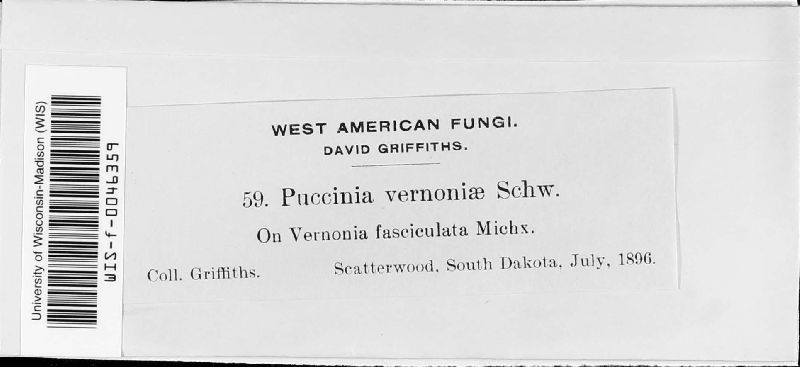 University of Wisconsin-Madison (WIS)
WIS-f-0046359
WEST AMERICAN FUNGI.
DAVID GRIFFITHS.
59. Puccinia vernoniæ Schw.
On Vernonia fasciculata Michx.
Coll. Griffiths. Scatterwood, South Dakota, July, 1896.